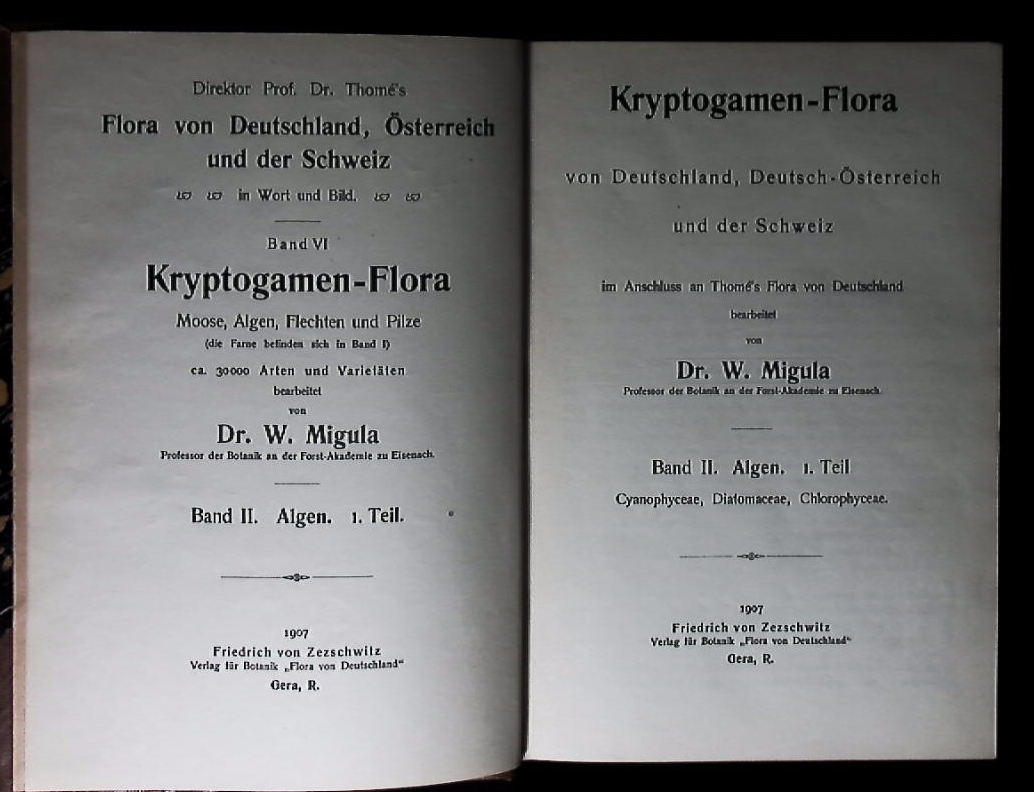 Direktor Prof. Dr. Thomé's
Flora von Deutschland, Österreich
und der Schweiz
in Wort und Bild.
Band VI
Kryptogamen-Flora
Moose, Algen, Flechten und Pilze
(die Farne befinden sich in Band I)
ca. 30000 Arten und Varietäten
bearbeitet
von
Dr. W. Migula
Professor der Botanik an der Forst-Akademie zu Eisenach.
Band II. Algen. 1. Teil.
1907
Friedrich von Zezschwitz
Verlag für Botanik „Flora von Deutschland“
Gera, R.
Kryptogamen-Flora
von Deutschland, Deutsch-Österreich
und der Schweiz
im Anschluss an Thomé's Flora von Deutschland
bearbeitet
von
Dr. W. Migula
Professor der Botanik an der Forst-Akademie zu Eisenach.
Band II. Algen. 1. Teil
Cyanophyceae, Diatomaceae, Chlorophyceae.
1907
Friedrich von Zezschwitz
Verlag für Botanik „Flora von Deutschland“
Gera, R.